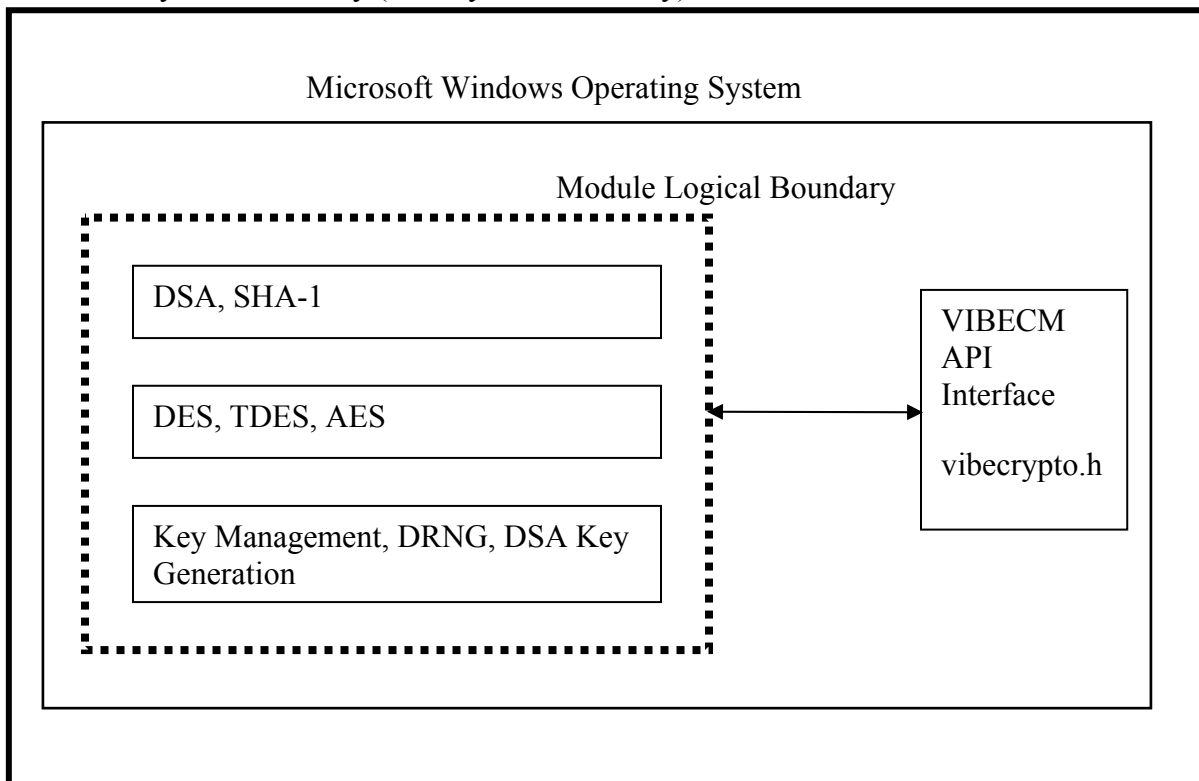 Microsoft Windows Operating System
Module Logical Boundary
DSA, SHA-1
DES, TDES, AES
Key Management, DRNG, DSA Key
Generation
VIBECM
API
Interface
vibecrypto.h